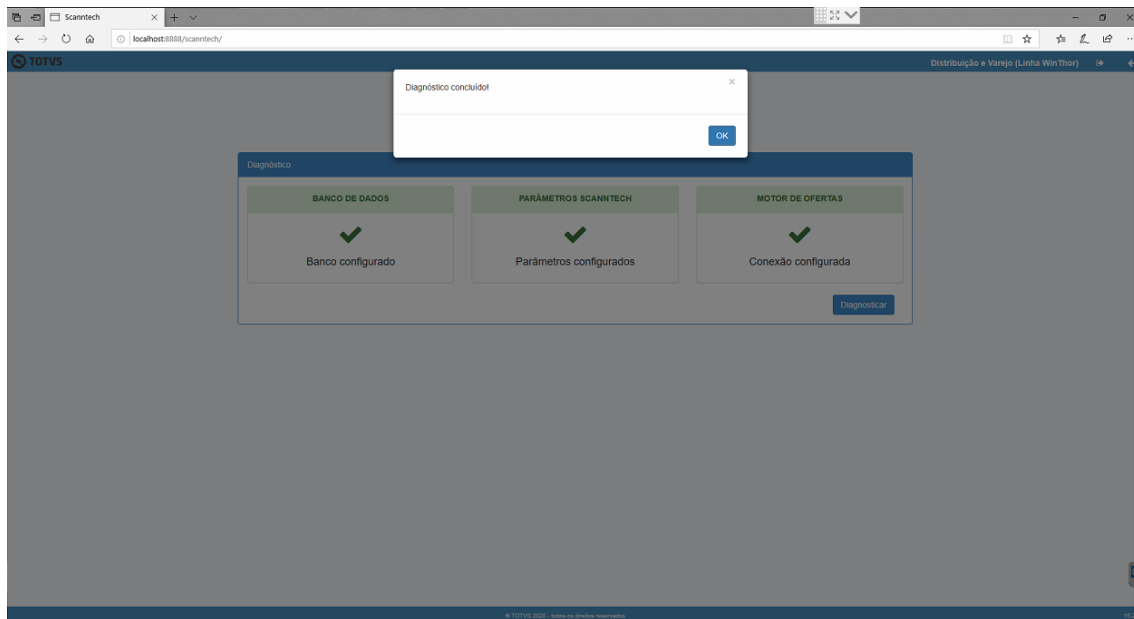 Scanntech
localhost:8888/scanntech/
TOTVS
Distribuição e Varejo (Linha WinThor)
Diagnóstico concluído!
×
OK
Diagnóstico
BANCO DE DADOS
PARÂMETROS SCANNTECH
MOTOR DE OFERTAS
Banco configurado
Parâmetros configurados
Conexão configurada
Diagnosticar
© TOTVS 2020 - todos os direitos reservados